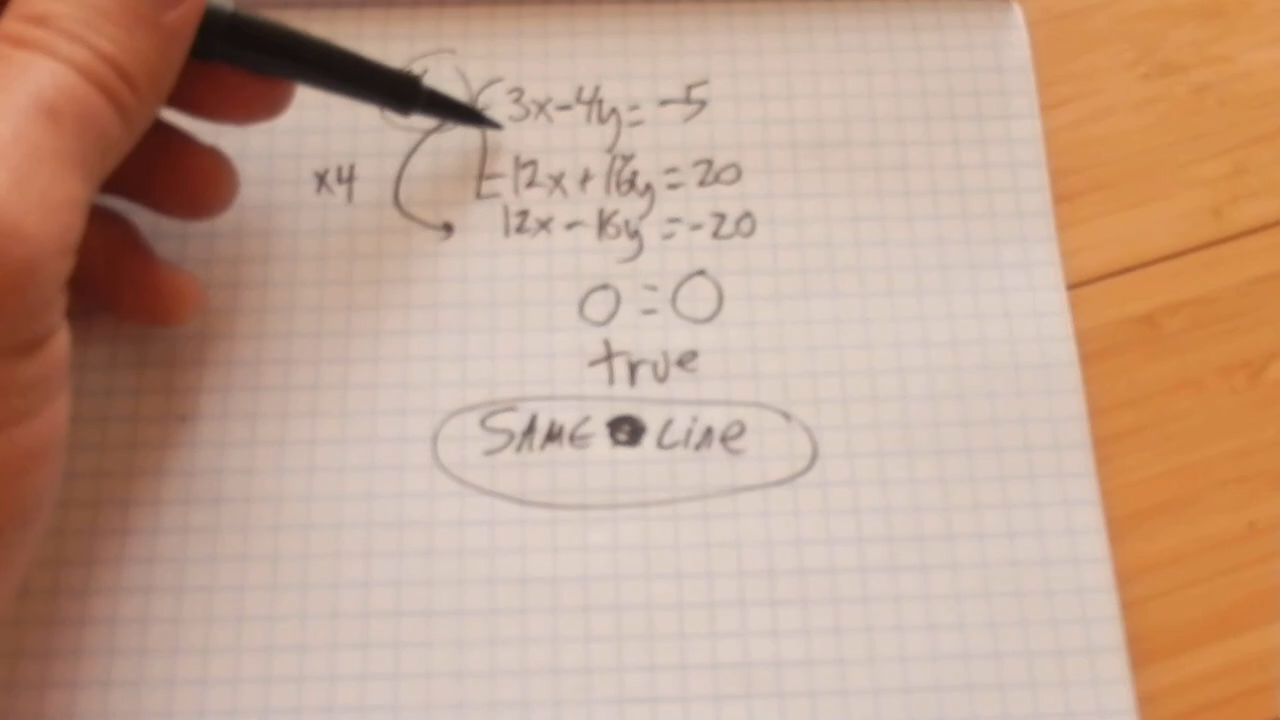 3x-4y=-5
x4
-12x+16y=20
12x-16y=-20
0=0
true
SAME Line